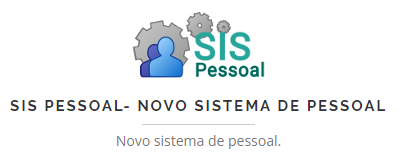 SIS
Pessoal
SIS PESSOAL- NOVO SISTEMA DE PESSOAL
Novo sistema de pessoal.